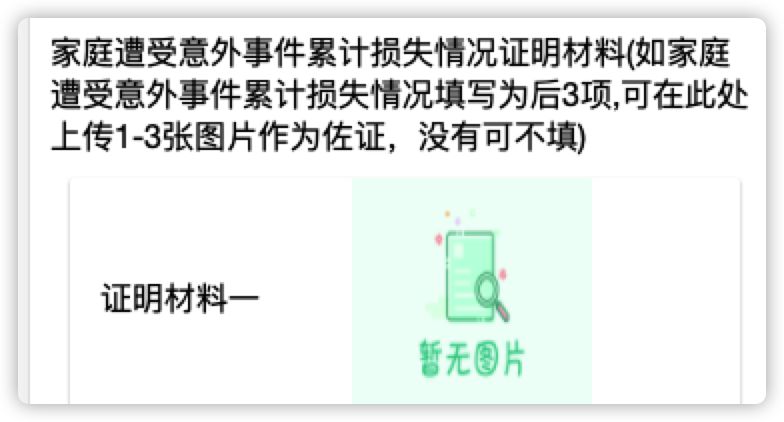 家庭遭受意外事件累计损失情况证明材料(如家庭
遭受意外事件累计损失情况填写为后3项,可在此处
上传1-3张图片作为佐证，没有可不填)
证明材料一
暂无图片